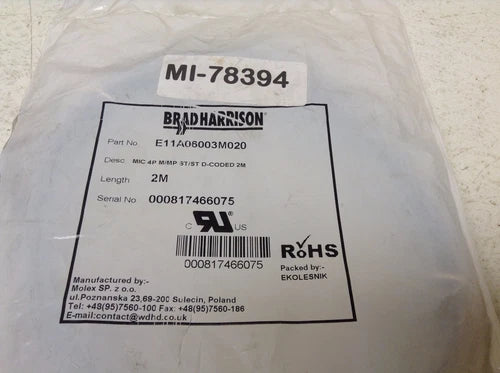 MI-78394
BRADHARRISON®
Part No E11A06003M020
Desc MIC 4P M/MP ST/ST D-CODED 2M
Length: 2M
Serial No: 000817466075
C RU US
000817466075
RoHS
Packed by:-
EKOLESNIK
Manufactured by:-
Molex SP. z o.o.
ul.Poznanska 23,69-200 Sulecin, Poland
Tel: +48(95)7560-100 Fax: +48(95)7560-186
E-mail:contact@wdhd.co.uk